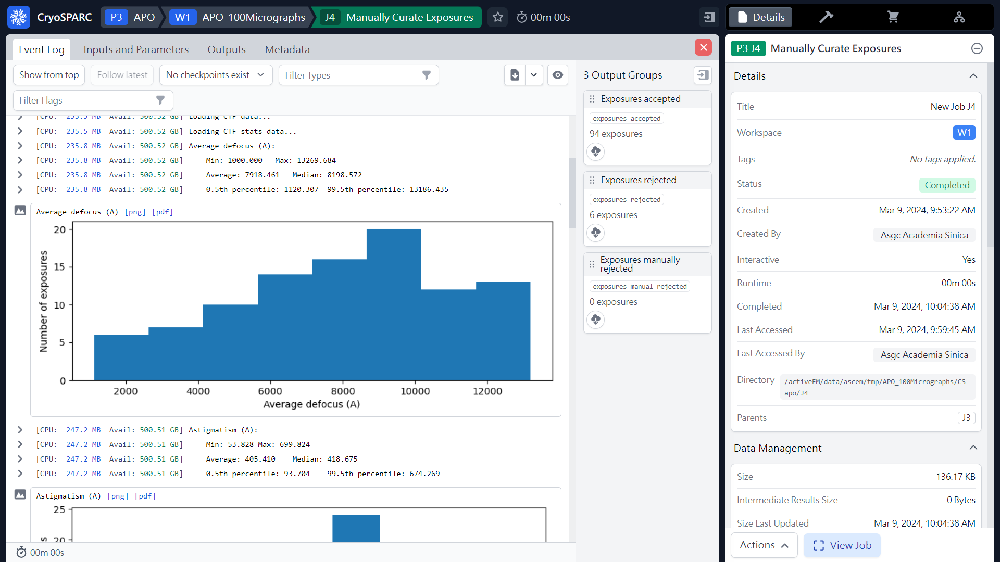 CryoSPARC P3 APO W1 APO_100Micrographs J4 Manually Curate Exposures 00m 00s
Details
Event Log Inputs and Parameters Outputs Metadata
Show from top Follow latest No checkpoints exist Filter Types
Filter Flags
[CPU: 235.5 MB Avail: 500.52 GB] Loading CTF data...
[CPU: 235.5 MB Avail: 500.52 GB] Loading CTF stats data...
[CPU: 235.8 MB Avail: 500.52 GB] Average defocus (A):
[CPU: 235.8 MB Avail: 500.52 GB] Min: 1000.000 Max: 13269.684
[CPU: 235.8 MB Avail: 500.52 GB] Average: 7918.461 Median: 8198.572
[CPU: 235.8 MB Avail: 500.52 GB] 0.5th percentile: 1120.307 99.5th percentile: 13186.435
Average defocus (A) [png] [pdf]
20
15
10
5
0
Number of exposures
2000 4000 6000 8000 10000 12000
Average defocus (A)
[CPU: 247.2 MB Avail: 500.51 GB] Astigmatism (A):
[CPU: 247.2 MB Avail: 500.51 GB] Min: 53.828 Max: 699.824
[CPU: 247.2 MB Avail: 500.51 GB] Average: 405.410 Median: 418.675
[CPU: 247.2 MB Avail: 500.51 GB] 0.5th percentile: 93.704 99.5th percentile: 674.269
Astigmatism (A) [png] [pdf]
25
20
00m 00s
3 Output Groups
Exposures accepted
exposures_accepted
94 exposures
Exposures rejected
exposures_rejected
6 exposures
Exposures manually
rejected
exposures_manual_rejected
0 exposures
P3 J4 Manually Curate Exposures
Details
Title New Job J4
Workspace W1
Tags No tags applied.
Status Completed
Created Mar 9, 2024, 9:53:22 AM
Created By Asgc Academia Sinica
Interactive Yes
Runtime 00m 00s
Completed Mar 9, 2024, 10:04:38 AM
Last Accessed Mar 9, 2024, 9:59:45 AM
Last Accessed By Asgc Academia Sinica
Directory /activeEM/data/ascem/tmp/APO_100Micrographs/CS-
apo/J4
Parents J3
Data Management
Size 136.17 KB
Intermediate Results Size 0 Bytes
Size Last Updated Mar 9, 2024, 10:04:38 AM
Actions View Job